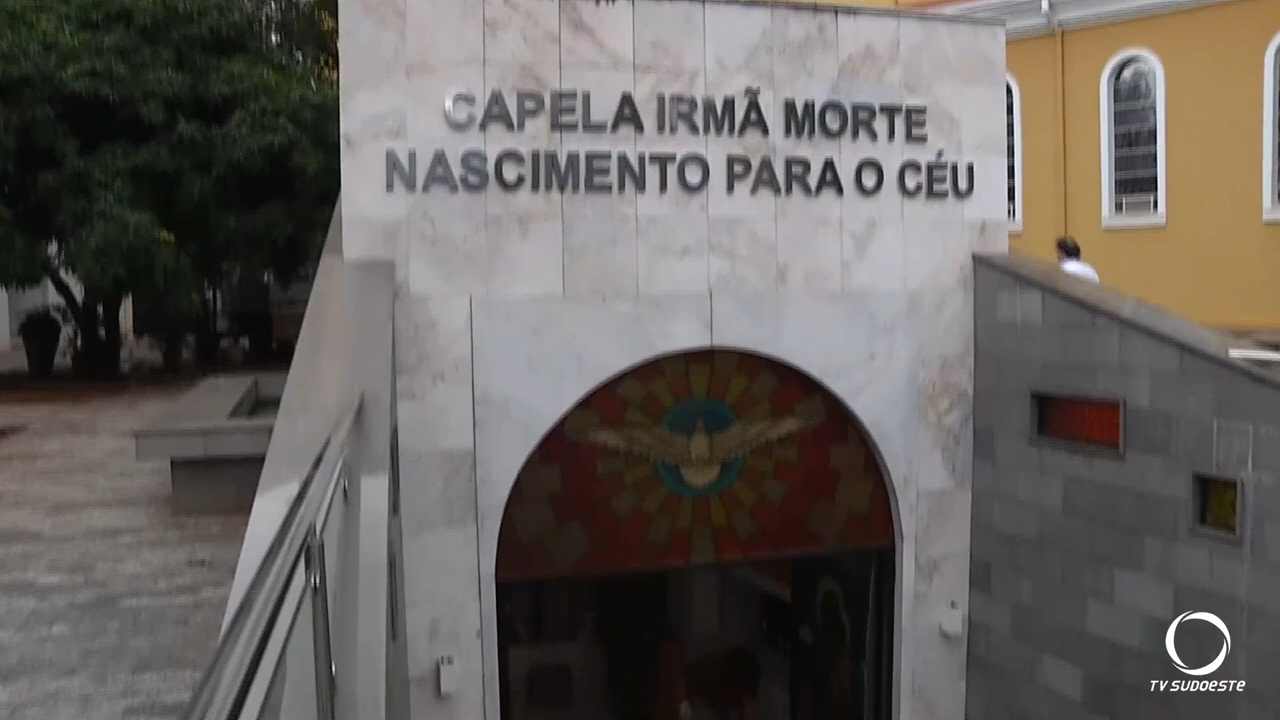 CAPELA IRMÃ MORTE
NASCIMENTO PARA O CÉU
TV SUDOESTE